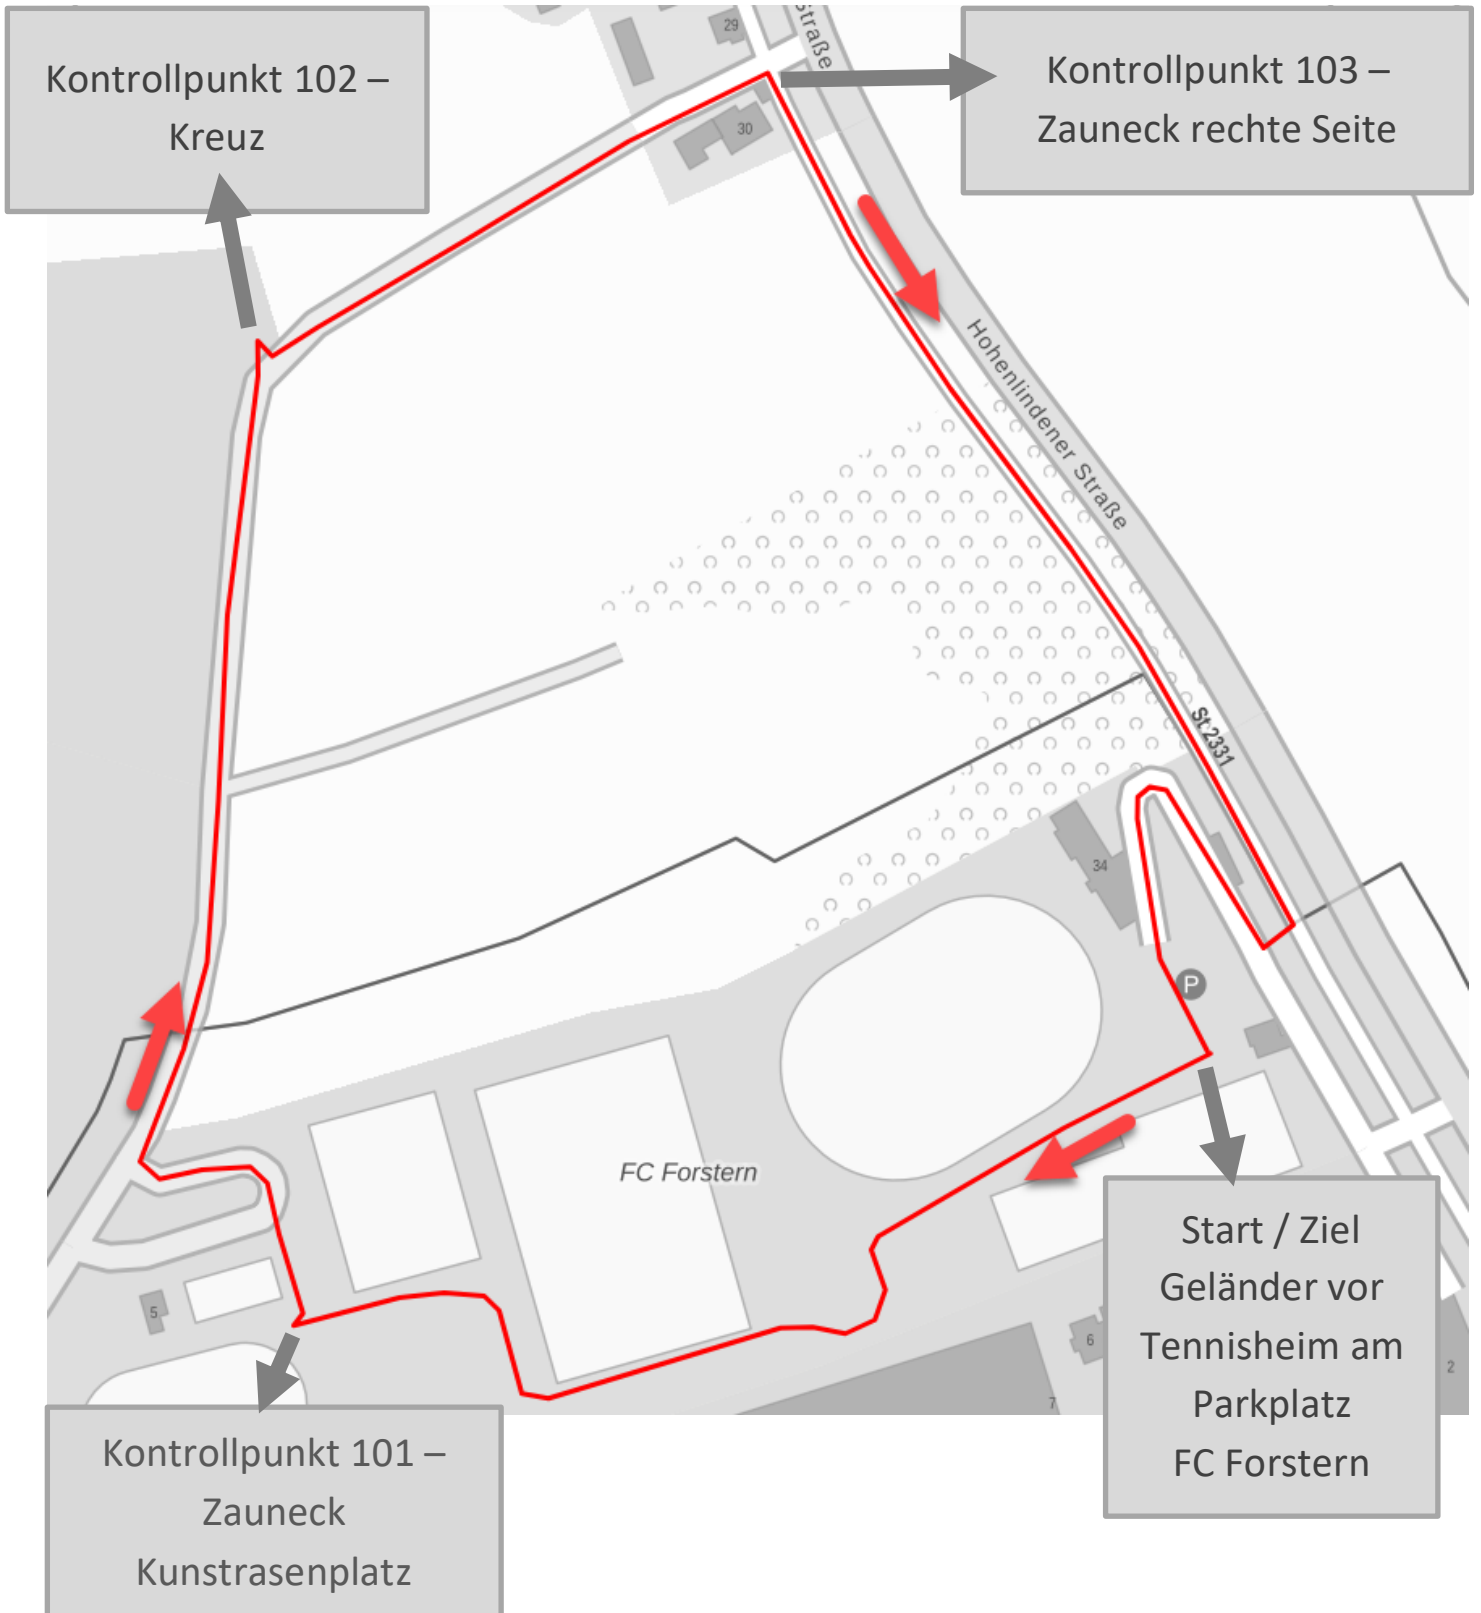 Kontrollpunkt 102 –
Kreuz
29
Straße
Kontrollpunkt 103 –
Zauneck rechte Seite
30
Hohenlindener Straße
St 2331
34
P
FC Forstern
5
6
7
2
Start / Ziel
Geländer vor
Tennisheim am
Parkplatz
FC Forstern
Kontrollpunkt 101 –
Zauneck
Kunstrasenplatz